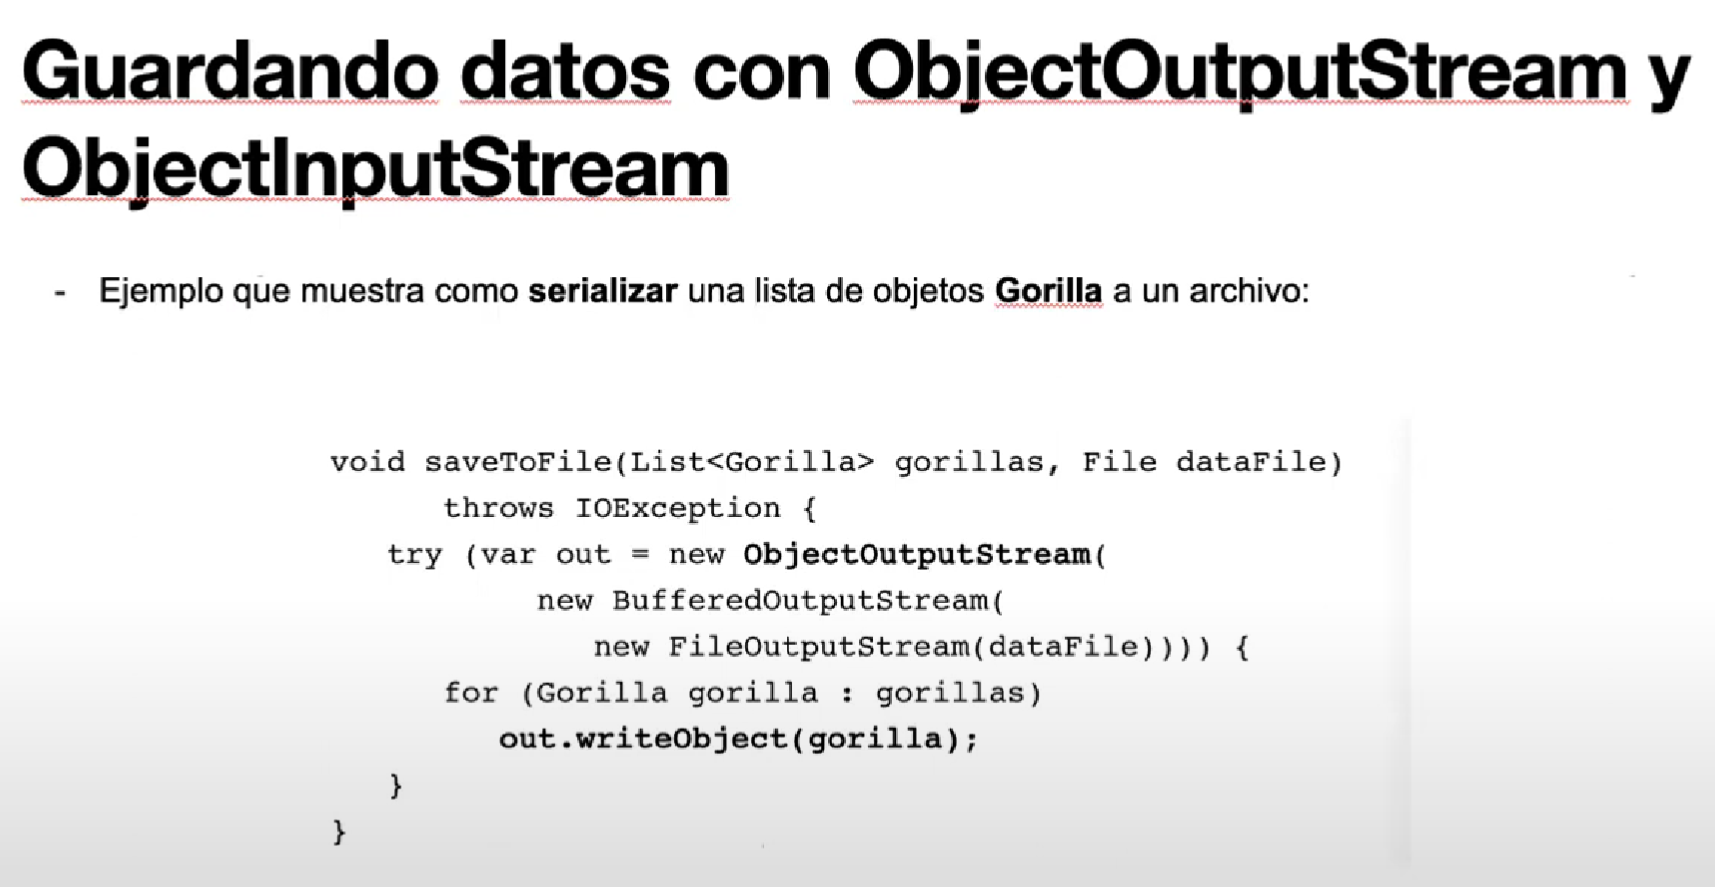 Guardando datos con ObjectOutputStream y
ObjectInputStream
- Ejemplo que muestra como serializar una lista de objetos Gorilla a un archivo:
void saveToFile(List<Gorilla> gorillas, File dataFile)
throws IOException {
try (var out = new ObjectOutputStream(
new BufferedOutputStream(
new FileOutputStream(dataFile)))) {
for (Gorilla gorilla : gorillas)
out.writeObject(gorilla);
}
}